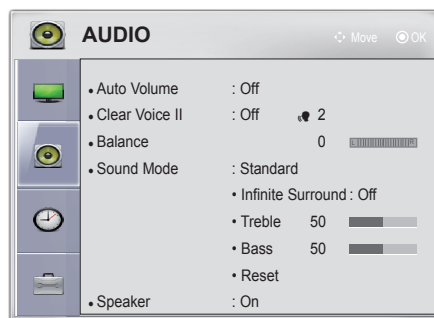 AUDIO Move OK
• Auto Volume : Off
• Clear Voice II : Off 2
• Balance 0 L R
• Sound Mode : Standard
• Infinite Surround : Off
• Treble 50
• Bass 50
• Reset
• Speaker : On